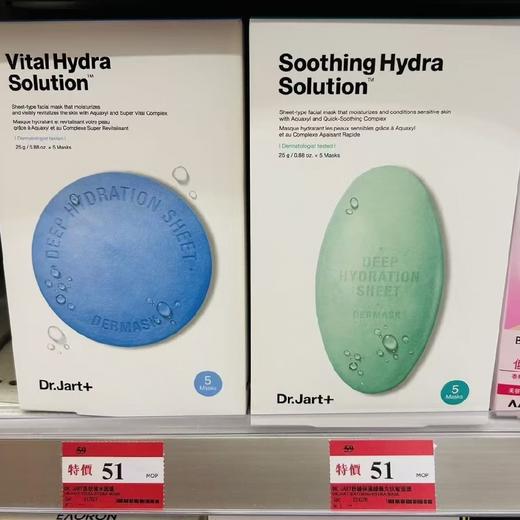 Vital Hydra
Solution™
Sheet-type facial mask that moisturizes
and visibly revitalizes the skin with Aquaxyl and Super Vital Complex
Masque hydratant et revitalisant votre peau
grâce à Aquaxyl et au Complexe Super Revitalisant
| Dermatologist tested |
25 g / 0.88 oz. × 5 Masks
DEEP HYDRATION SHEET
DERMASK
Dr.Jart+
5
Masks
Soothing Hydra
Solution™
Sheet-type facial mask that moisturizes and conditions sensitive skin
with Aquaxyl and Quick-Soothing Complex
Masque hydratant les peaux sensibles grâce à Aquaxyl
et au Complexe Apaisant Rapide
| Dermatologist tested |
25 g / 0.88 oz. × 5 Masks
DEEP
HYDRATION
SHEET
DERMASK
Dr.Jart+
5
Masks
59
特價 51 MOP
59
特價 51 MOP